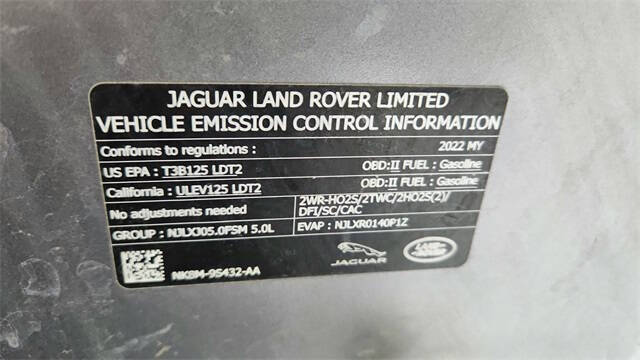 JAGUAR LAND ROVER LIMITED
VEHICLE EMISSION CONTROL INFORMATION
Conforms to regulations : 2022 MY
US EPA : T3B125 LDT2 OBD:II FUEL : Gasoline
California : ULEV125 LDT2 OBD:II FUEL : Gasoline
No adjustments needed 2WR-HO2S/2TWC/2HO2S(2)/
DFI/SC/CAC
GROUP : NJLXJ05.0FSM 5.0L EVAP : NJLXR0140P1Z
NK8M-9S432-AA JAGUAR LAND-ROVER